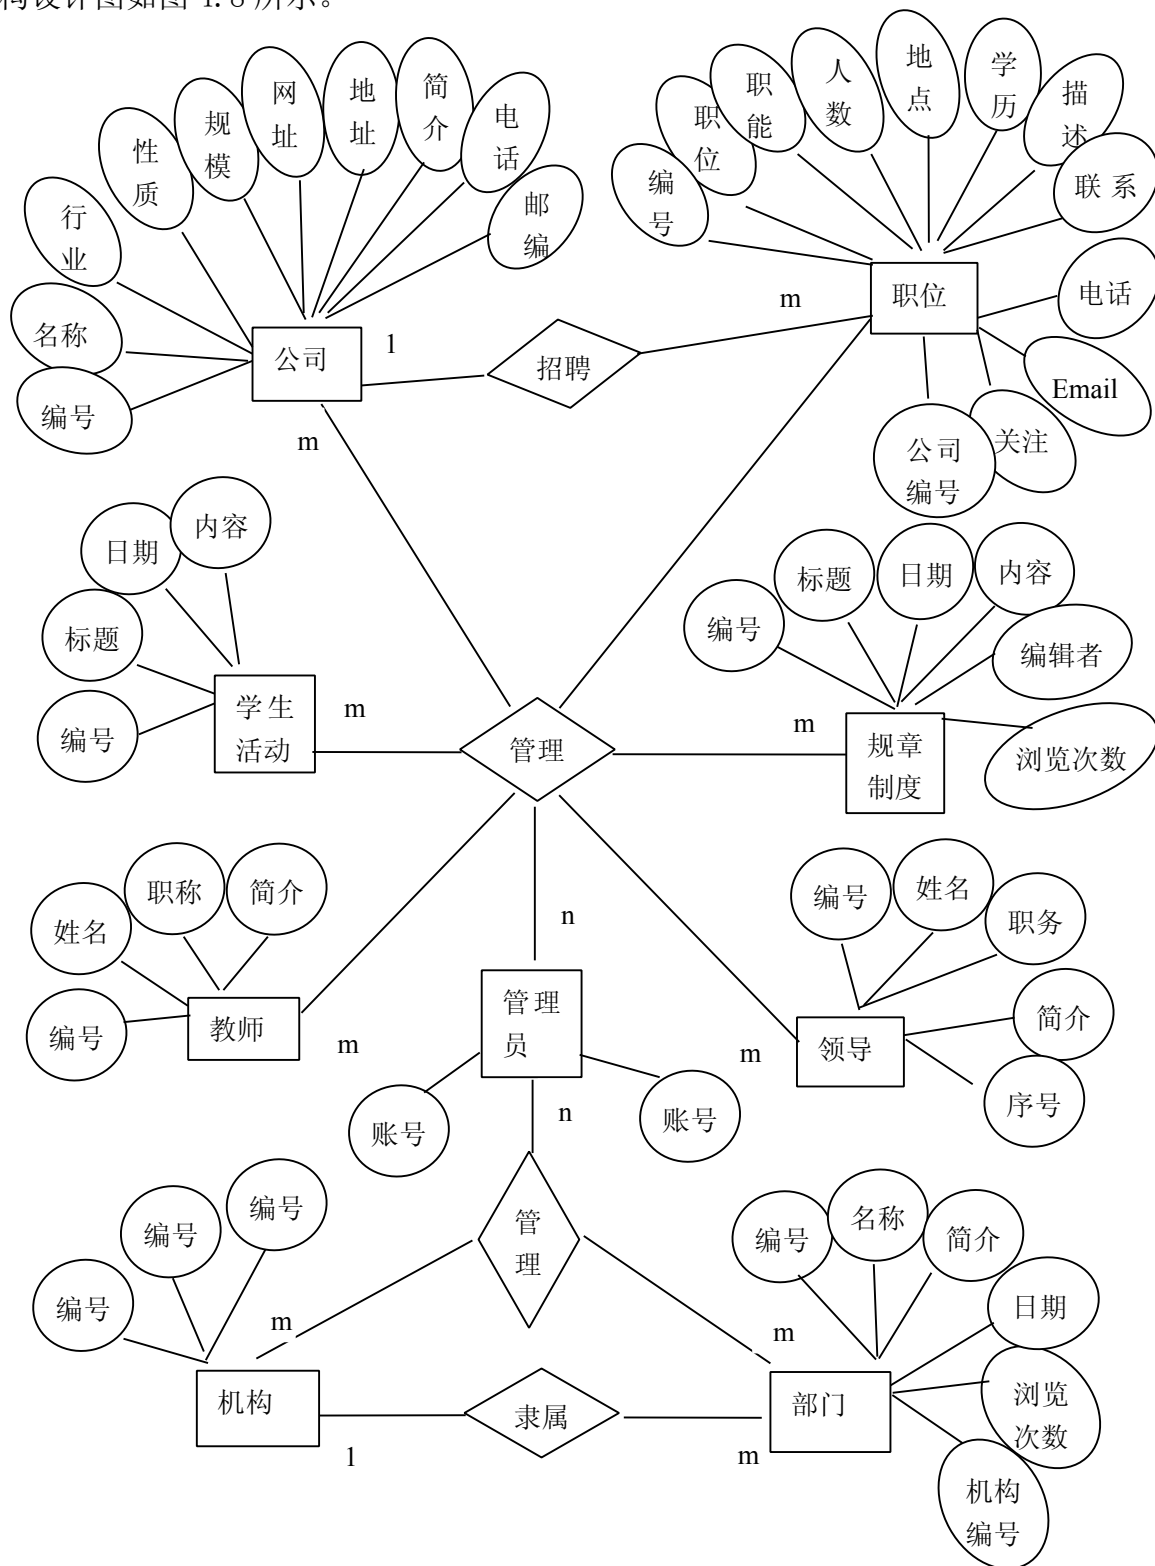 构设计图如图 4.8 所示。
性
质
规
模
网
址
地
址
简
介
电
话
邮
编
行
业
名称
编号
公司
1
m
招聘
m
编
号
职
位
职
能
人
数
地
点
学
历
描
述
联系
职位
电话
Email
关注
公司
编号
内容
日期
标题
编号
学生
活动
m
管理
编号
标题
日期
内容
编辑者
浏览次数
m
规章
制度
姓名
职称
简介
编号
教师
m
n
管理
员
账号
账号
n
编号
姓名
职务
简介
序号
领导
m
管
理
编号
编号
编号
机构
m
1
隶属
编号
名称
简介
日期
浏览
次数
机构
编号
部门
m
m